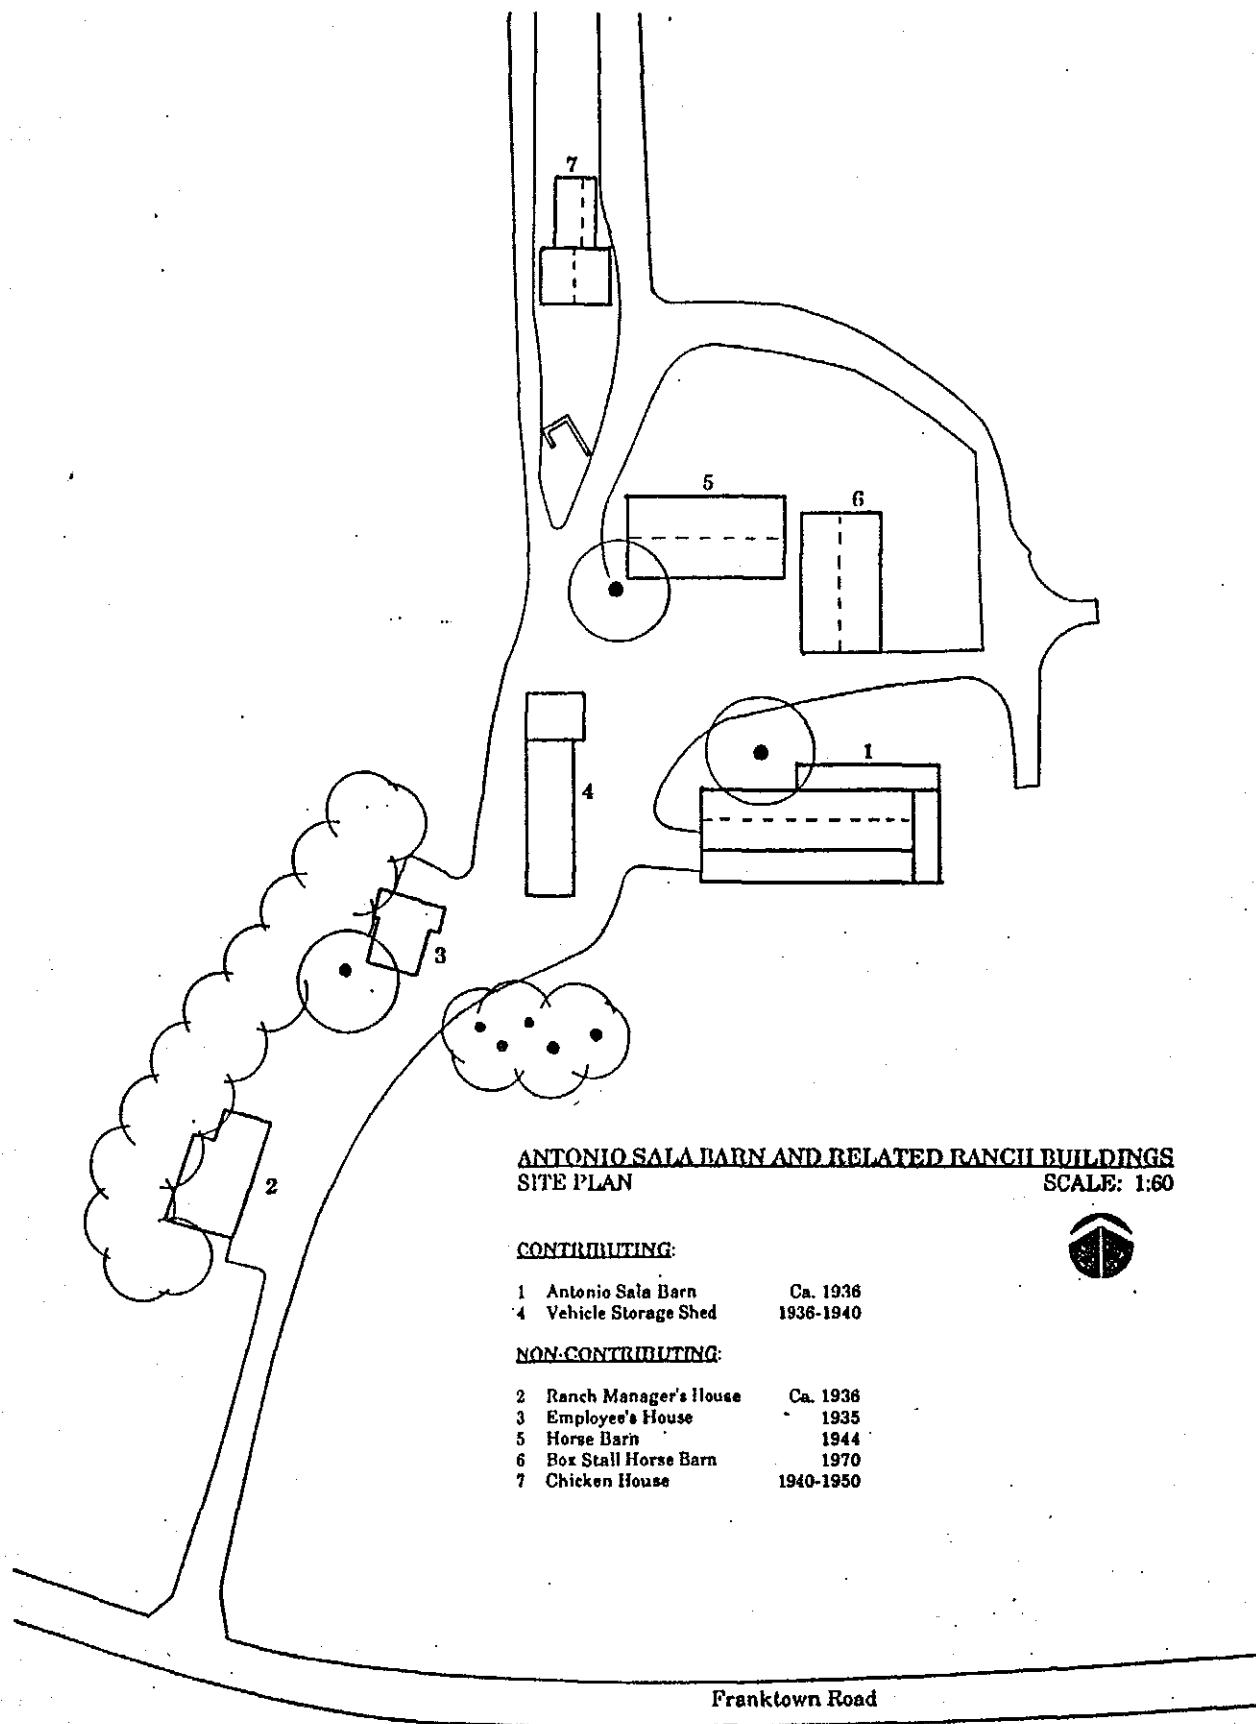 7
5
6
1
4
3
2
ANTONIO SALA BARN AND RELATED RANCH BUILDINGS
SITE PLAN SCALE: 1:60
CONTRIBUTING:
1 Antonio Sala Barn Ca. 1936
4 Vehicle Storage Shed 1936-1940
NON-CONTRIBUTING:
2 Ranch Manager's House Ca. 1936
3 Employee's House 1935
5 Horse Barn 1944
6 Box Stall Horse Barn 1970
7 Chicken House 1940-1950
Franktown Road